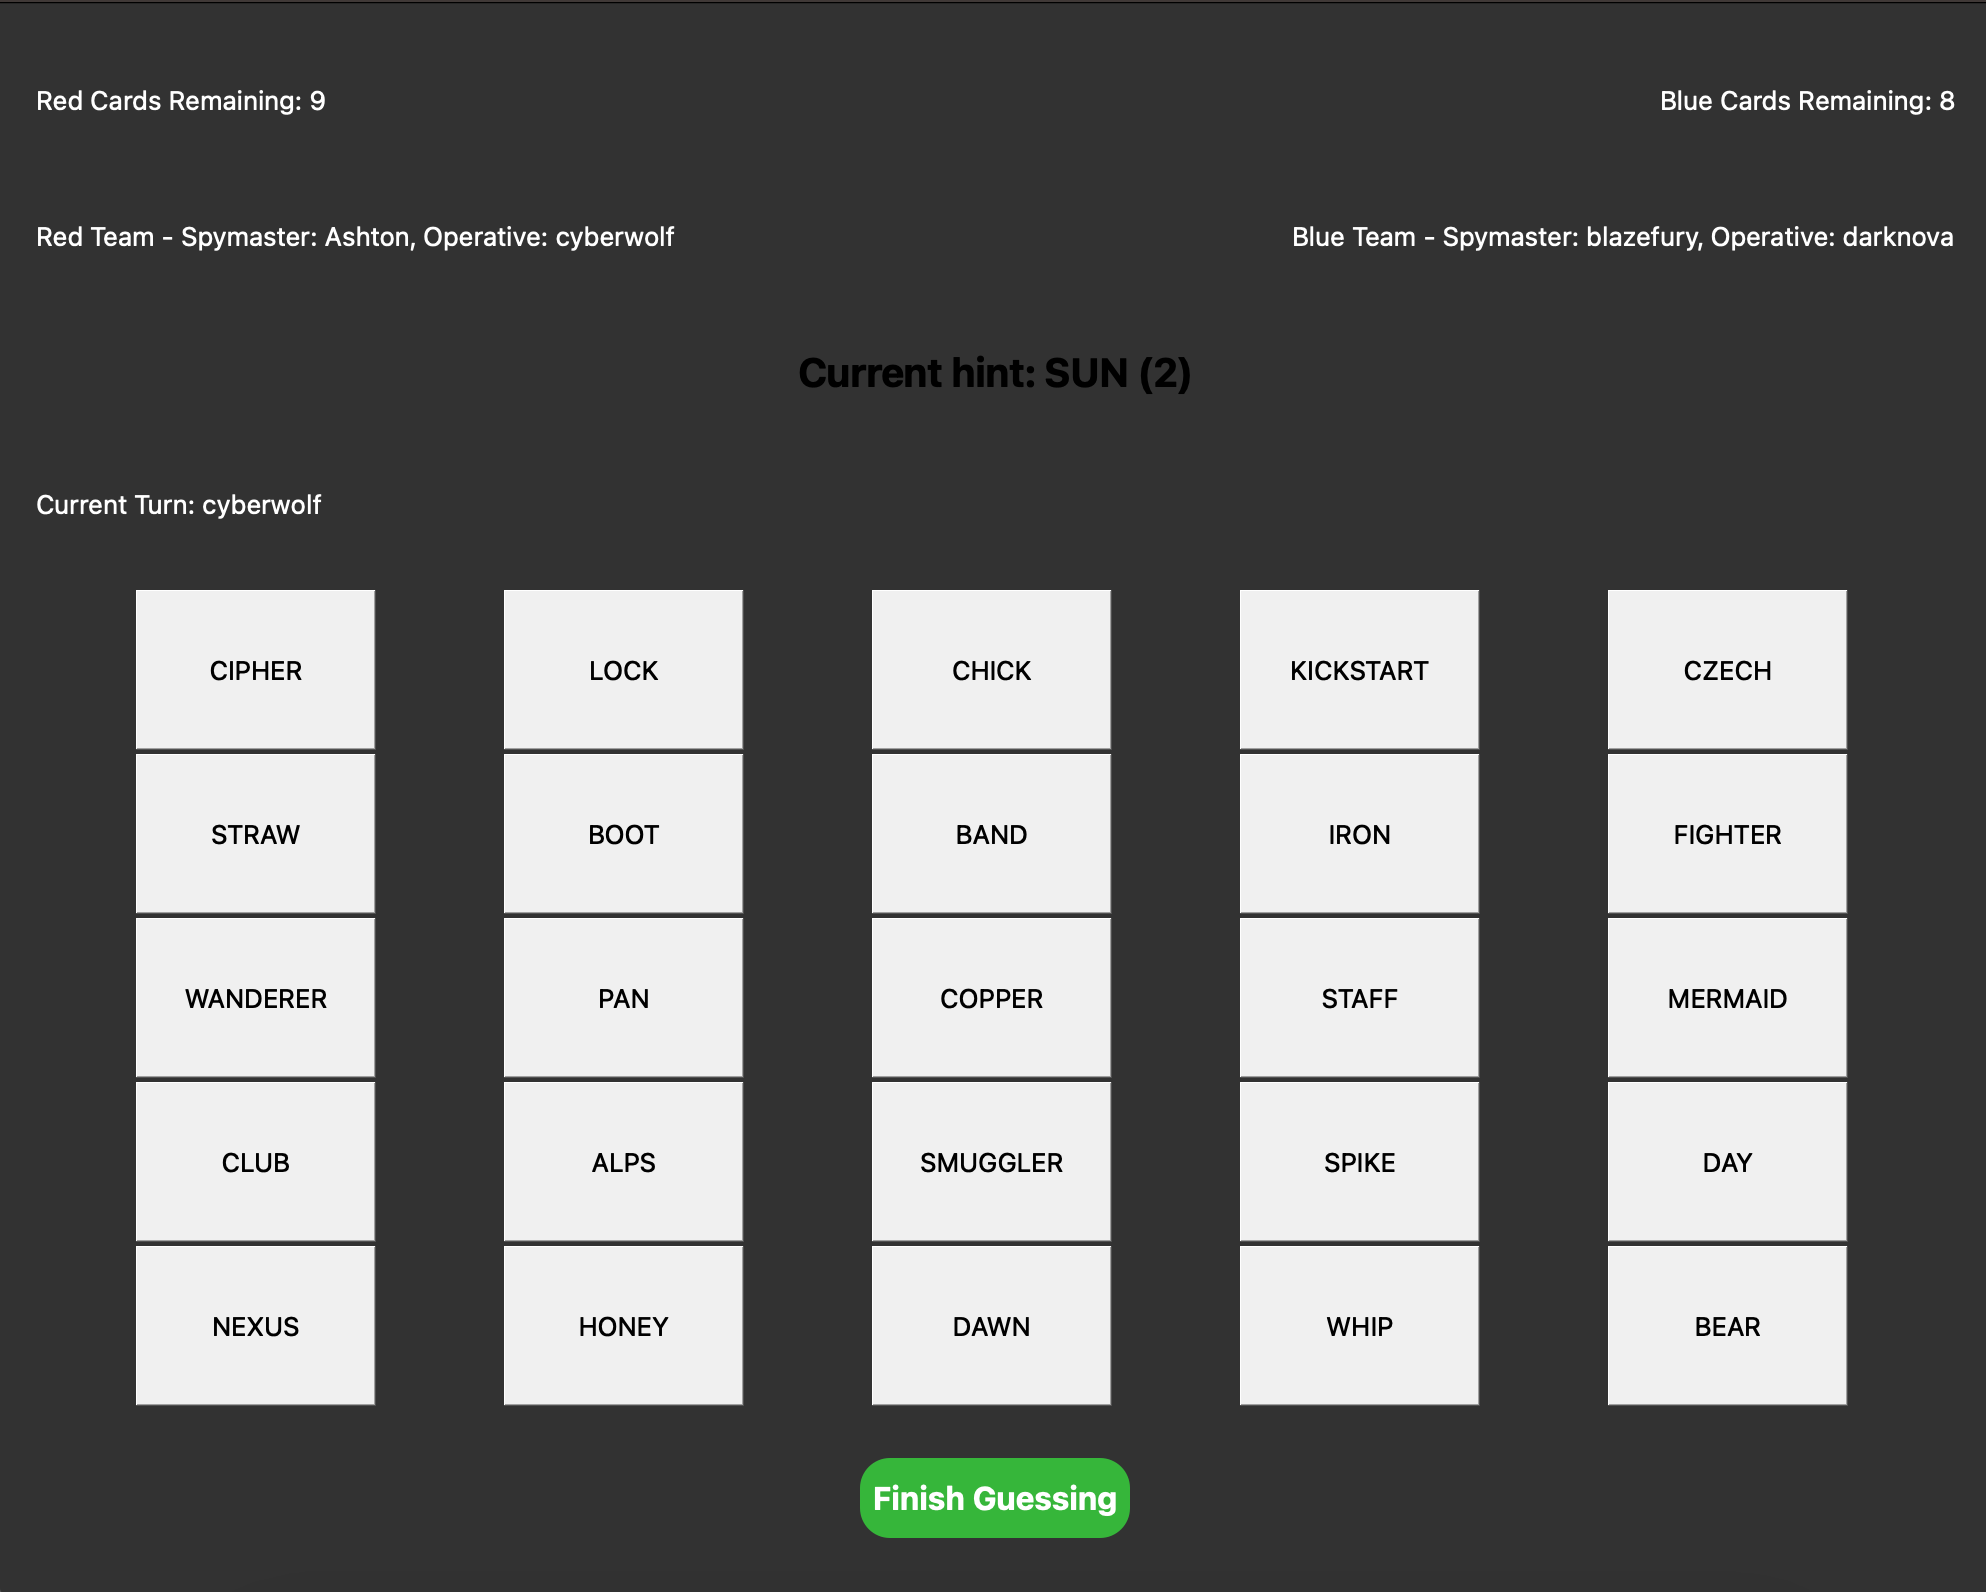 Red Cards Remaining: 9
Blue Cards Remaining: 8
Red Team - Spymaster: Ashton, Operative: cyberwolf
Blue Team - Spymaster: blazefury, Operative: darknova
Current hint: SUN (2)
Current Turn: cyberwolf
CIPHER LOCK CHICK KICKSTART CZECH
STRAW BOOT BAND IRON FIGHTER
WANDERER PAN COPPER STAFF MERMAID
CLUB ALPS SMUGGLER SPIKE DAY
NEXUS HONEY DAWN WHIP BEAR
Finish Guessing